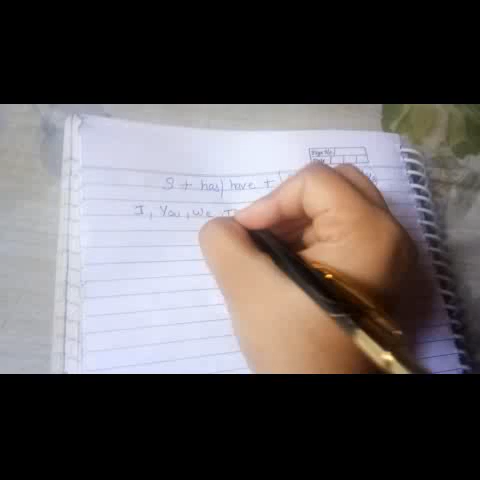 Page No.
Date
S + has/have +
I, You, We,